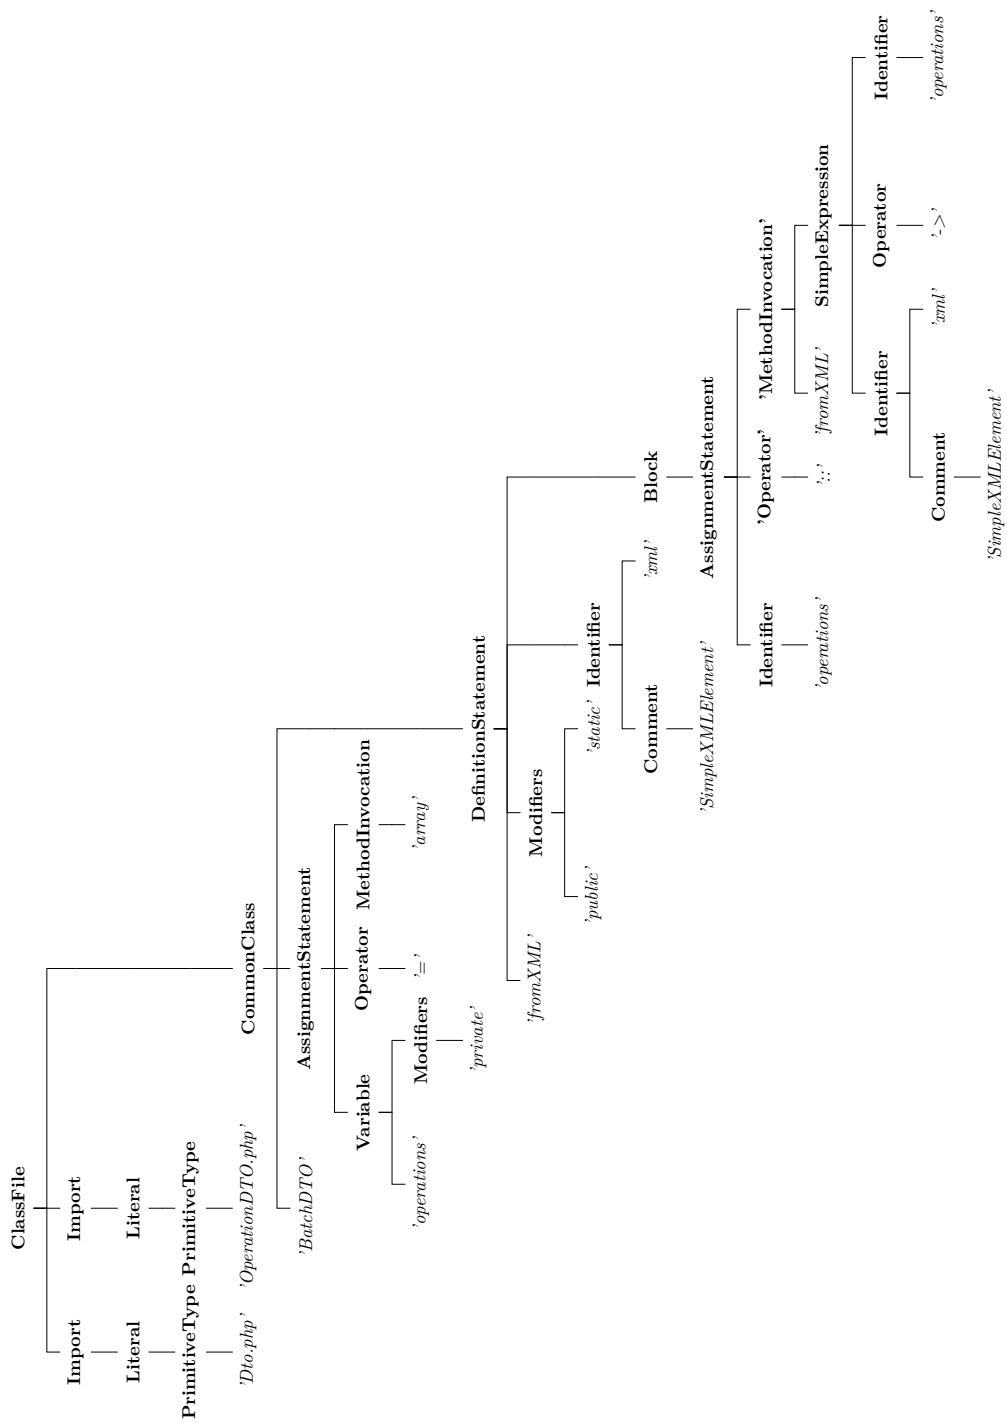 ClassFile
Import Import CommonClass
Literal Literal
PrimitiveType PrimitiveType
'Dto.php' 'OperationDTO.php'
'BatchDTO' AssignmentStatement DefinitionStatement
Variable Operator MethodInvocation
'operations' Modifiers '=' 'array'
'private'
'fromXML' Modifiers Identifier Block
'public' 'static' Comment 'xml'
'SimpleXMLElement'
AssignmentStatement
Identifier 'Operator' 'MethodInvocation'
'operations' '::' 'fromXML' SimpleExpression
Identifier Operator Identifier
Comment 'xml' '->' 'operations'
'SimpleXMLElement'